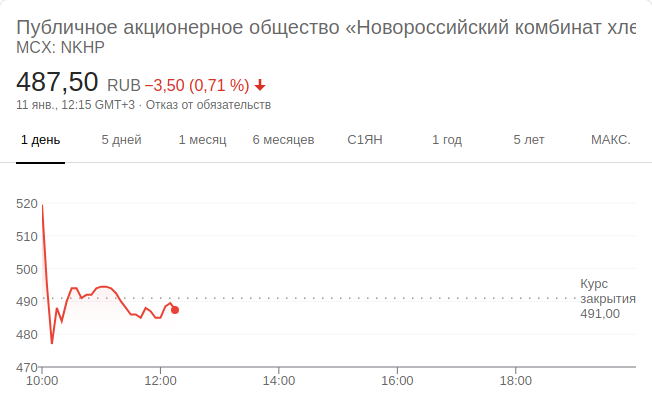 Публичное акционерное общество «Новороссийский комбинат хле
MCX: NKHP
487,50 RUB −3,50 (0,71 %)
11 янв., 12:15 GMT+3 · Отказ от обязательств
1 день 5 дней 1 месяц 6 месяцев С1ЯН 1 год 5 лет МАКС.
520
510
500
490
480
470
Курс
закрытия
491,00
10:00 12:00 14:00 16:00 18:00